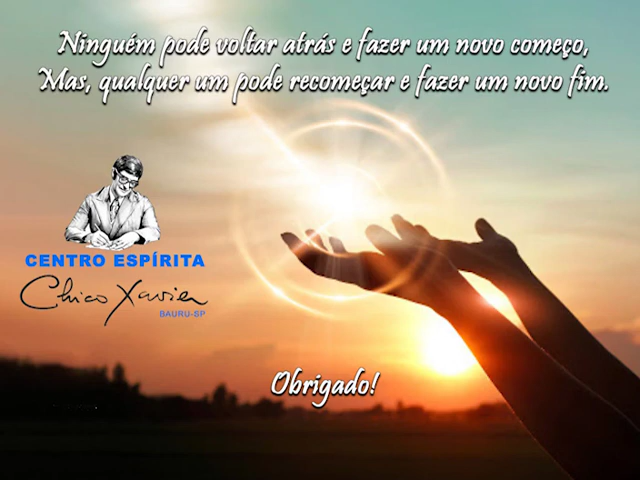 Ninguém pode voltar atrás e fazer um novo começo,
Mas, qualquer um pode recomeçar e fazer um novo fim.
CENTRO ESPÍRITA
Chico Xavier
BAURU-SP
Obrigado!